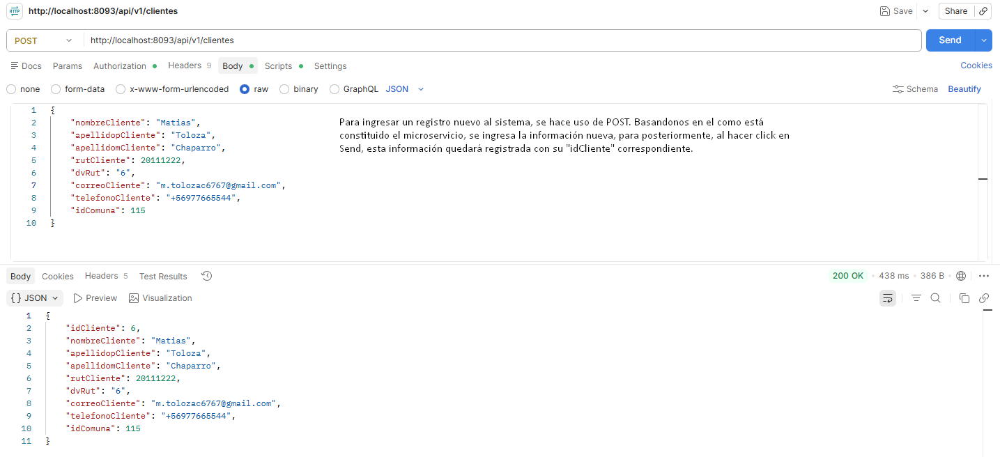 HTTP http://localhost:8093/api/v1/clientes Save Share
POST http://localhost:8093/api/v1/clientes Send
Docs Params Authorization Headers 9 Body Scripts Settings Cookies
none form-data x-www-form-urlencoded raw binary GraphQL JSON Schema Beautify
1 {
2 "nombreCliente": "Matias",
3 "apellidopCliente": "Toloza",
4 "apellidomCliente": "Chaparro",
5 "rutCliente": 20111222,
6 "dvRut": "6",
7 "correoCliente": "m.tolozac6767@gmail.com",
8 "telefonoCliente": "+56977665544",
9 "idComuna": 115
10 }
Para ingresar un registro nuevo al sistema, se hace uso de POST. Basandonos en el como está
constituido el microservicio, se ingresa la información nueva, para posteriormente, al hacer click en
Send, esta información quedará registrada con su "idCliente" correspondiente.
Body Cookies Headers 5 Test Results 200 OK • 438 ms • 386 B
{} JSON Preview Visualization
1 {
2 "idCliente": 6,
3 "nombreCliente": "Matias",
4 "apellidopCliente": "Toloza",
5 "apellidomCliente": "Chaparro",
6 "rutCliente": 20111222,
7 "dvRut": "6",
8 "correoCliente": "m.tolozac6767@gmail.com",
9 "telefonoCliente": "+56977665544",
10 "idComuna": 115
11 }